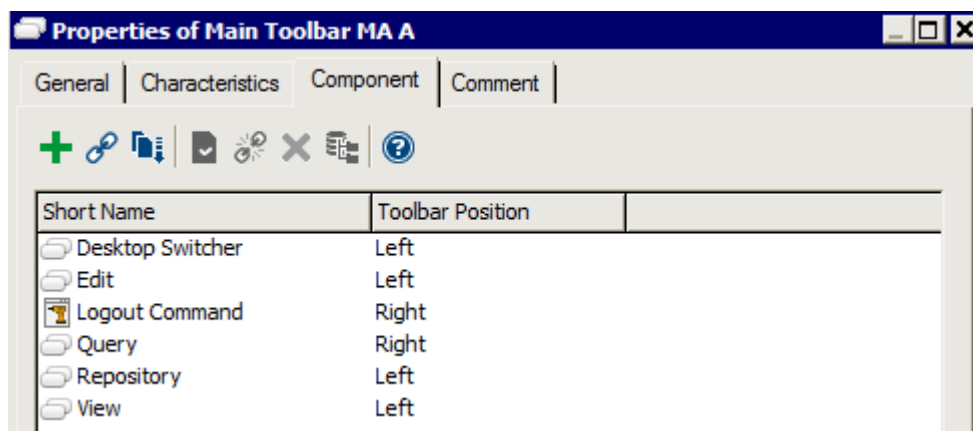 Properties of Main Toolbar MA A
General Characteristics Component Comment
Short Name Toolbar Position
Desktop Switcher Left
Edit Left
Logout Command Right
Query Right
Repository Left
View Left